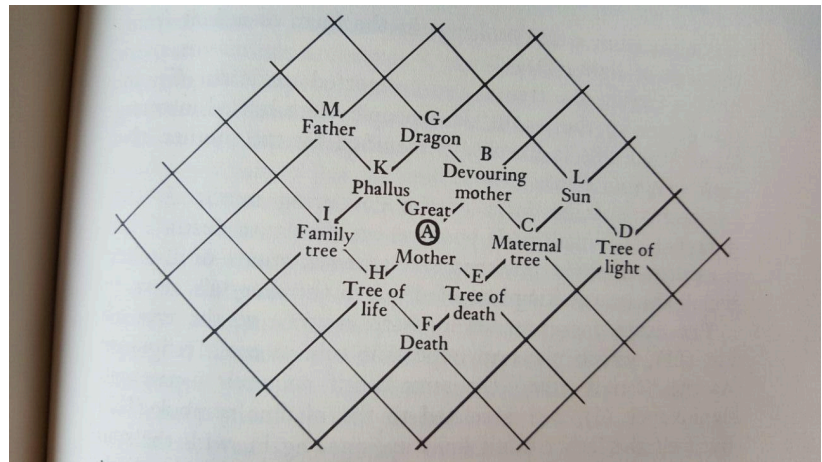 M
Father
G
Dragon
K
Phallus
B
Devouring
mother
L
Sun
Great
A
Mother
I
Family
tree
C
Maternal
tree
D
Tree of
light
H
Tree of
life
E
Tree of
death
F
Death